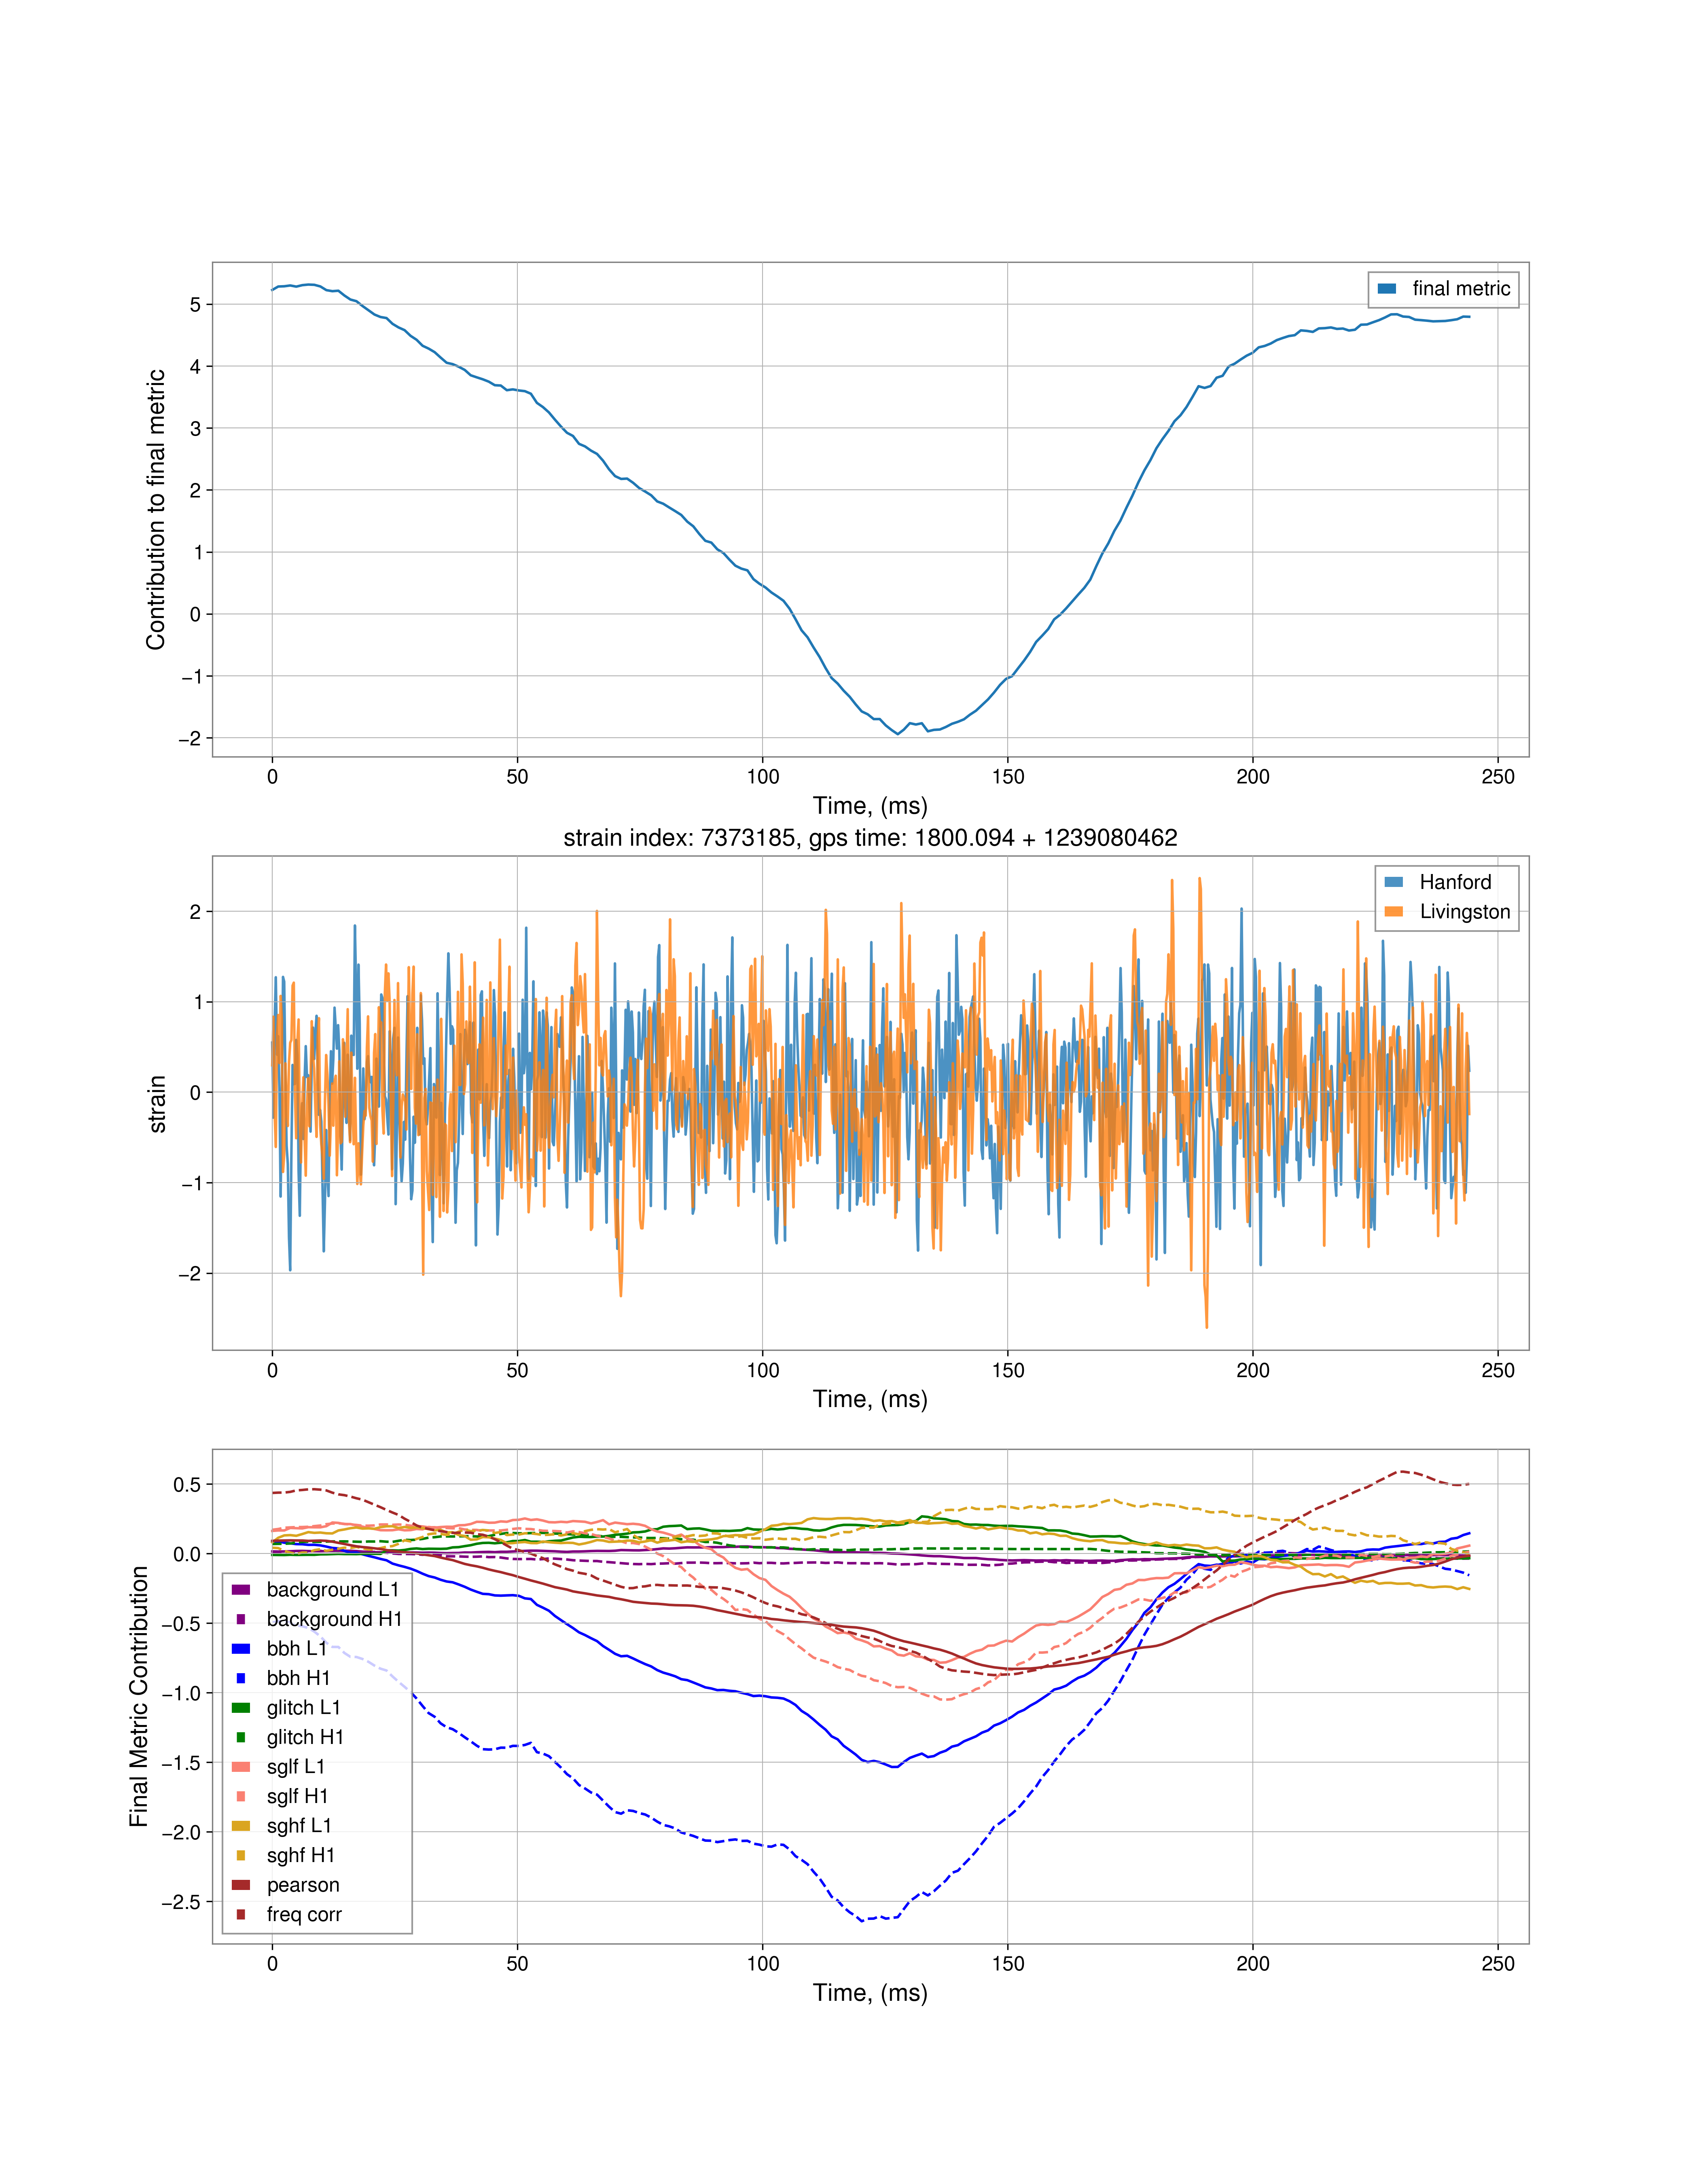 final metric
Contribution to final metric
5
4
3
2
1
0
−1
−2
0 50 100 150 200 250
Time, (ms)
strain index: 7373185, gps time: 1800.094 + 1239080462
Hanford
Livingston
strain
2
1
0
−1
−2
0 50 100 150 200 250
Time, (ms)
Final Metric Contribution
0.5
0.0
−0.5
−1.0
−1.5
−2.0
−2.5
background L1
background H1
bbh L1
bbh H1
glitch L1
glitch H1
sglf L1
sglf H1
sghf L1
sghf H1
pearson
freq corr
0 50 100 150 200 250
Time, (ms)